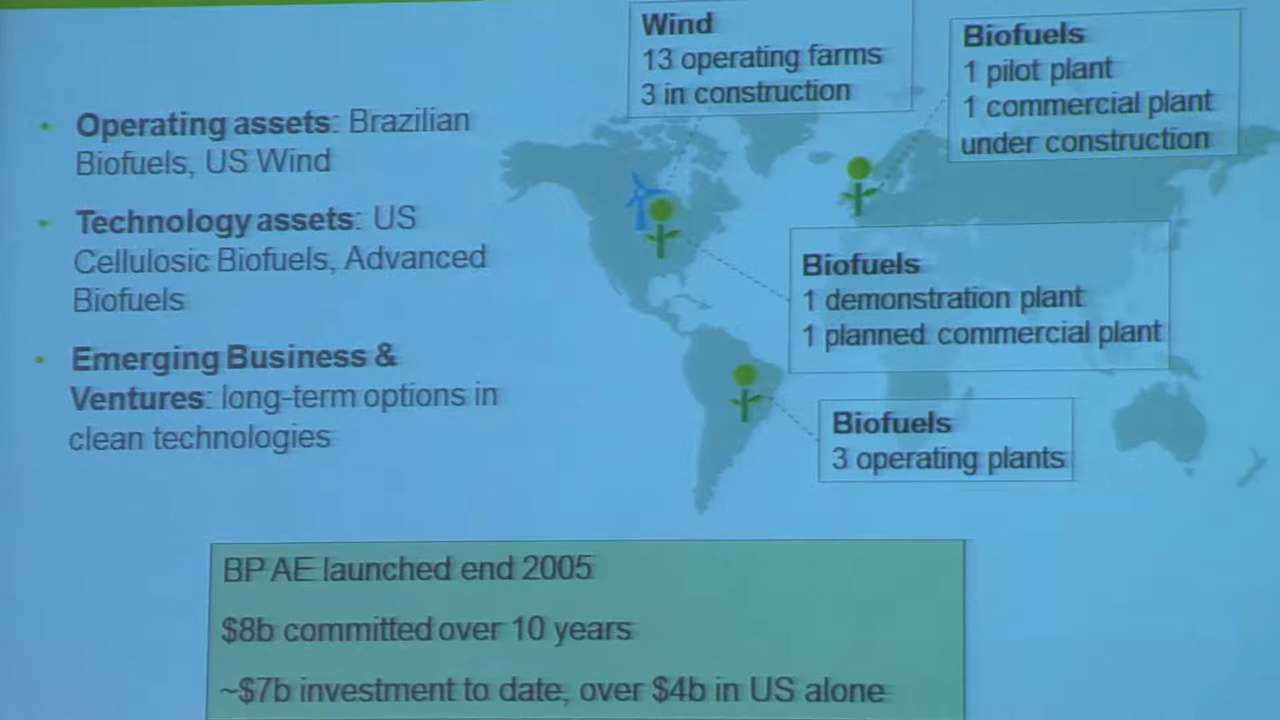 Wind
13 operating farms
3 in construction
Biofuels
1 pilot plant
1 commercial plant
under construction
• Operating assets: Brazilian
Biofuels, US Wind
• Technology assets: US
Cellulosic Biofuels, Advanced
Biofuels
• Emerging Business &
Ventures: long-term options in
clean technologies
Biofuels
1 demonstration plant
1 planned commercial plant
Biofuels
3 operating plants
BP AE launched end 2005
$8b committed over 10 years
~$7b investment to date, over $4b in US alone